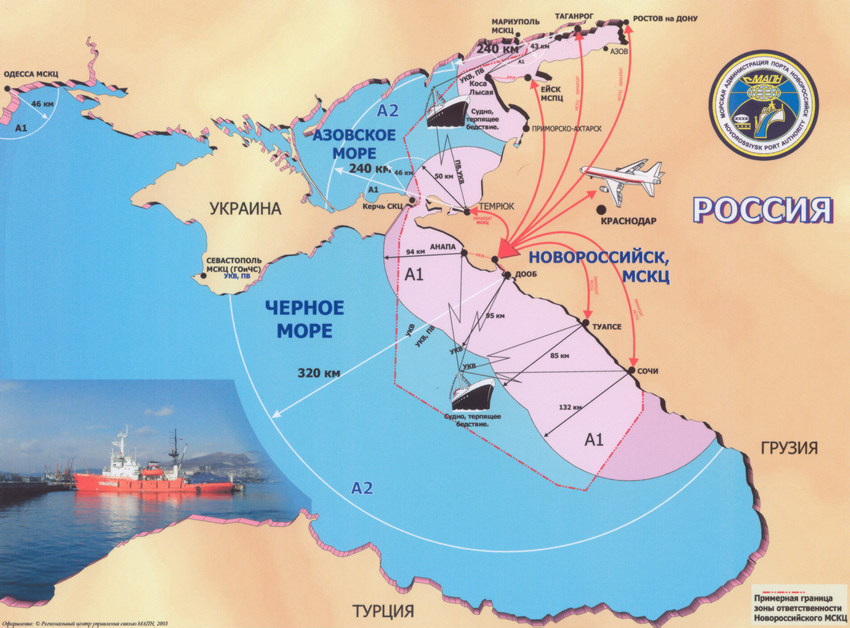 ТАГАНРОГ
РОСТОВ на ДОНУ
МАРИУПОЛЬ
МСКЦ
240 км
43 км
А1
АЗОВ
УКВ, ПВ
ЕЙСК
МСПЦ
Коса
Лысая
Судно,
терпящее
бедствие.
ПРИМОРСКО-АХТАРСК
МОРСКАЯ АДМИНИСТРАЦИЯ ПОРТА НОВОРОССИЙСК
МАПН
NOVOROSSIYSK PORT AUTHORITY
ОДЕССА МСКЦ
46 км
А1
А2
АЗОВСКОЕ
МОРЕ
240 км
46 км
А1
ПВ,УКВ
50 км
Керчь СКЦ
ТЕМРЮК
УКРАИНА
КРАСНОДАР
РОССИЯ
СЕВАСТОПОЛЬ
МСКЦ (ГОиЧС)
УКВ, ПВ
АНАПА
94 км
А1
НОВОРОССИЙСК,
МСКЦ
ДООБ
ЧЕРНОЕ
МОРЕ
УКВ
УКВ, ПВ
95 км
УКВ
ТУАПСЕ
85 км
УКВ
320 км
СОЧИ
Судно, терпящее
бедствие.
132 км
А1
ГРУЗИЯ
А2
ТУРЦИЯ
Примерная граница
зоны ответственности
Новороссийского МСКЦ
Оформление: © Региональный центр управления связью МАПН, 2003